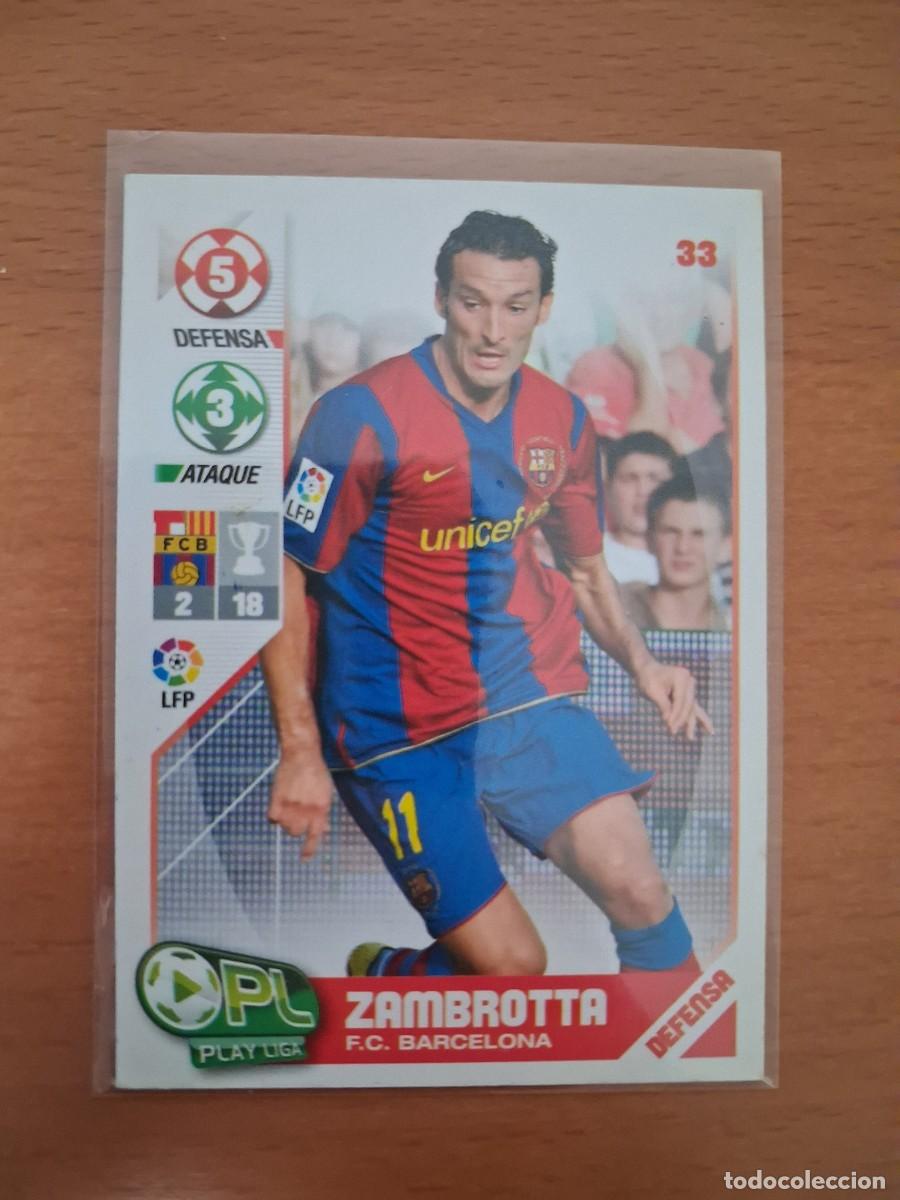 33
5
DEFENSA
3
ATAQUE
FCB
2 18
LFP
LFP
unicef
11
PL
PLAY LIGA
ZAMBROTTA
F.C. BARCELONA
DEFENSA
todocoleccion